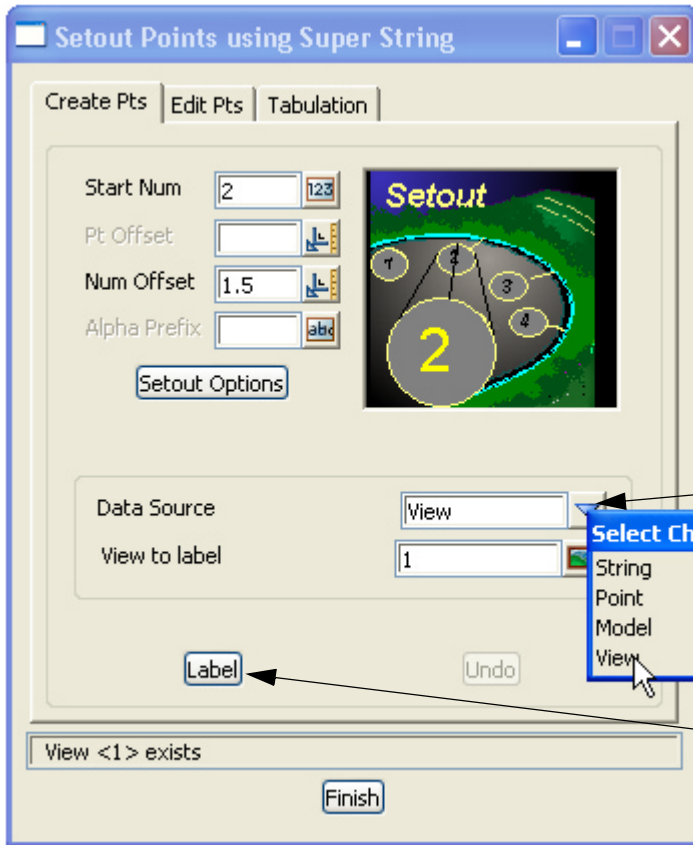 Setout Points using Super String
Create Pts Edit Pts Tabulation
Start Num 2 123
Setout
Pt Offset
Num Offset 1.5
Alpha Prefix abc
Setout Options
1
2
3
4
2
Data Source View
Select Ch
View to label 1
String
Point
Model
View
Label Undo
View <1> exists
Finish